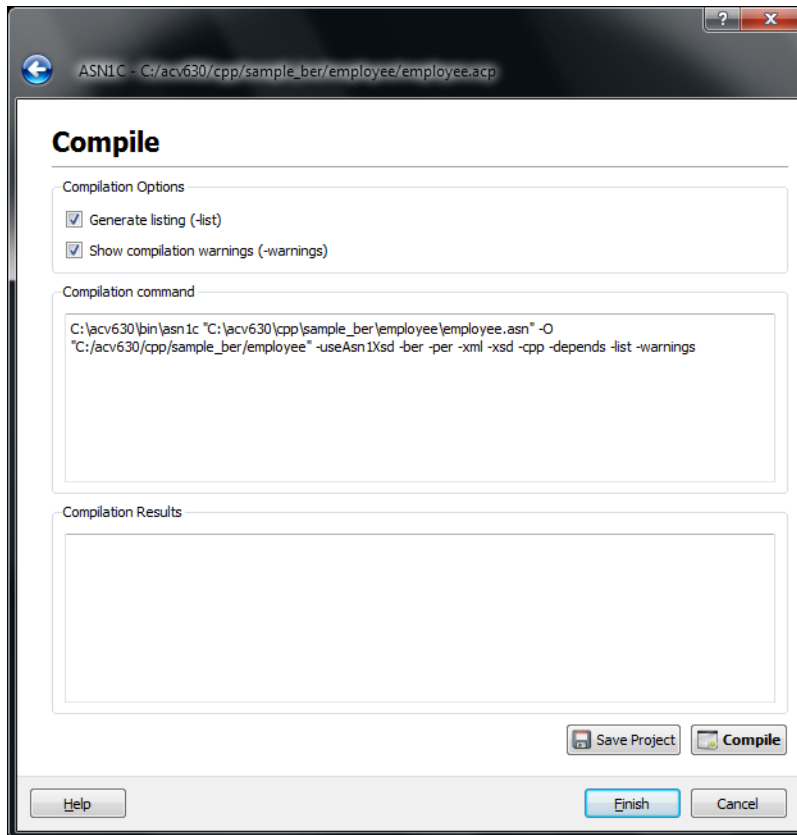 ?
ASN1C - C:/acv630/cpp/sample_ber/employee/employee.acp
Compile
Compilation Options
Generate listing (-list)
Show compilation warnings (-warnings)
Compilation command
C:\acv630\bin\asn1c "C:\acv630\cpp\sample_ber\employee\employee.asn" -O
"C:/acv630/cpp/sample_ber/employee" -useAsn1Xsd -ber -per -xml -xsd -cpp -depends -list -warnings
Compilation Results
Save Project
Compile
Help
Finish
Cancel